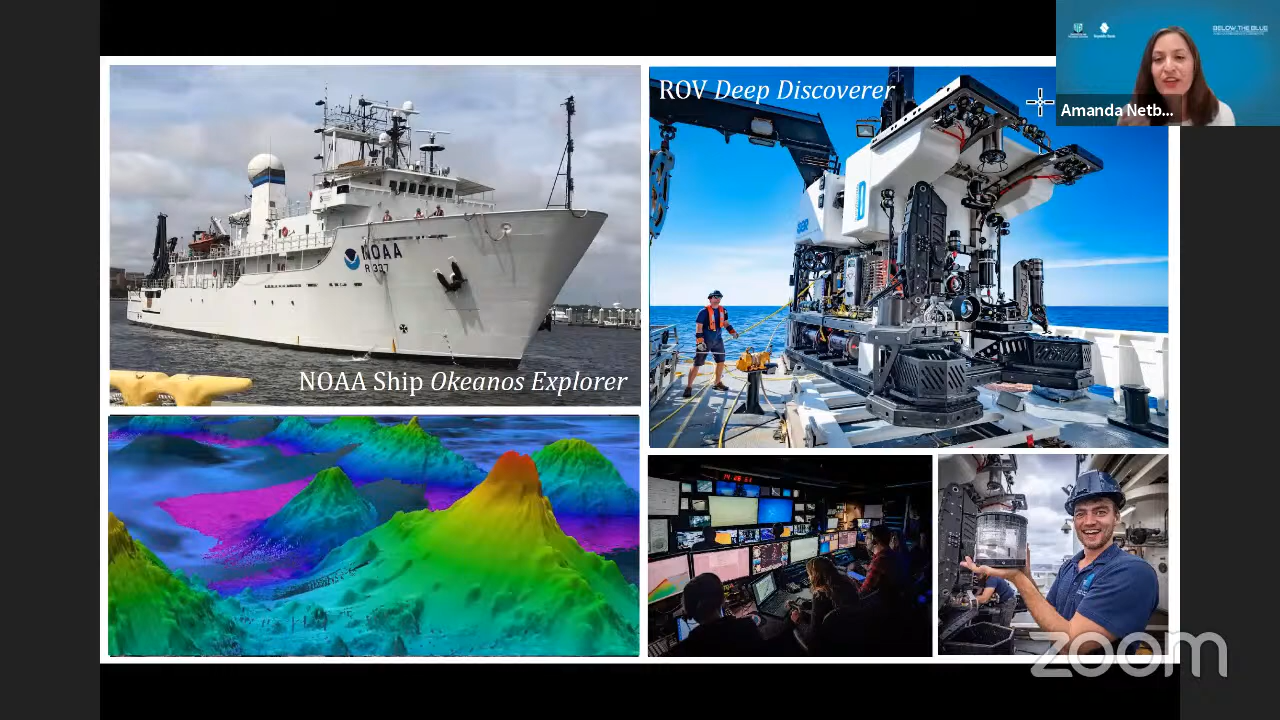 ROV Deep Discoverer
BELOW THE BLUE
Amanda Netb...
NOAA
R 337
NOAA Ship Okeanos Explorer
zoom